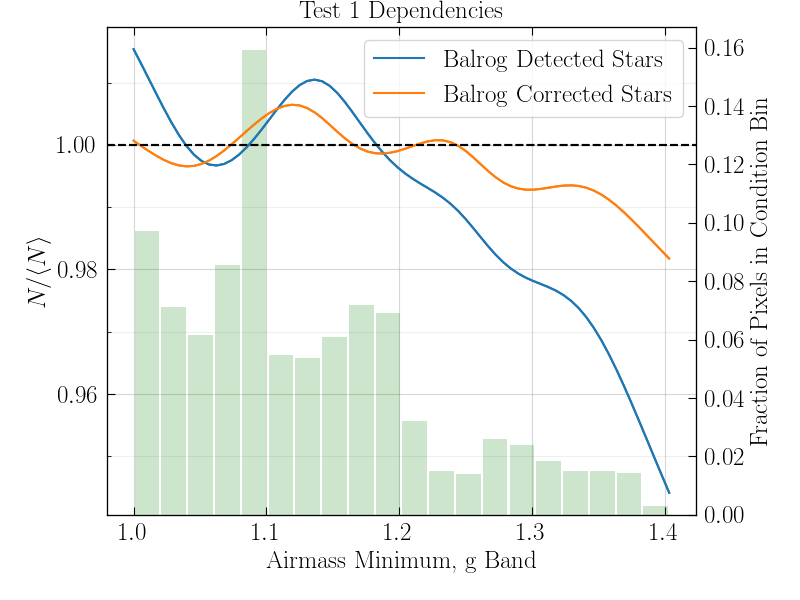 Test 1 Dependencies
Balrog Detected Stars
Balrog Corrected Stars
N/⟨N⟩
1.00
0.98
0.96
0.16
0.14
0.12
0.10
0.08
0.06
0.04
0.02
0.00
Fraction of Pixels in Condition Bin
1.0 1.1 1.2 1.3 1.4
Airmass Minimum, g Band